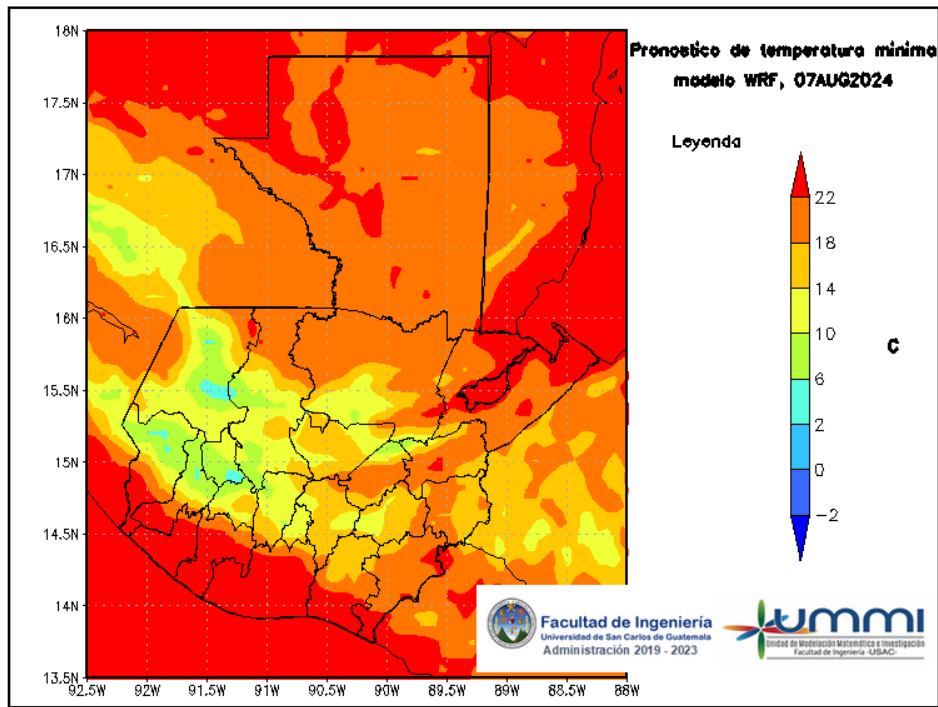 Pronostico de temperatura minima
modelo WRF, 07AUG2024
Leyenda
22
18
14
10
6
2
0
-2
C
18N
17.5N
17N
16.5N
16N
15.5N
15N
14.5N
14N
13.5N
92.5W 92W 91.5W 91W 90.5W 90W 89.5W 89W 88.5W 88W
Facultad de Ingeniería
Universidad de San Carlos de Guatemala
Administración 2019 - 2023
ummi
Unidad de Modelación Matemática e Investigación
Facultad de Ingeniería -USAC-